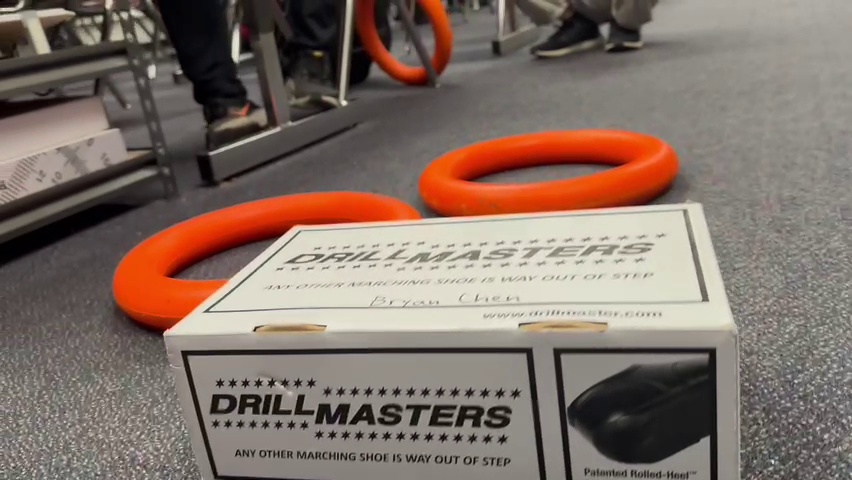 DRILLMASTERS
ANY OTHER MARCHING SHOE IS WAY OUT OF STEP
Bryan Chen
www.drillmaster.com
DRILLMASTERS
ANY OTHER MARCHING SHOE IS WAY OUT OF STEP
Patented Rolled-Heel™